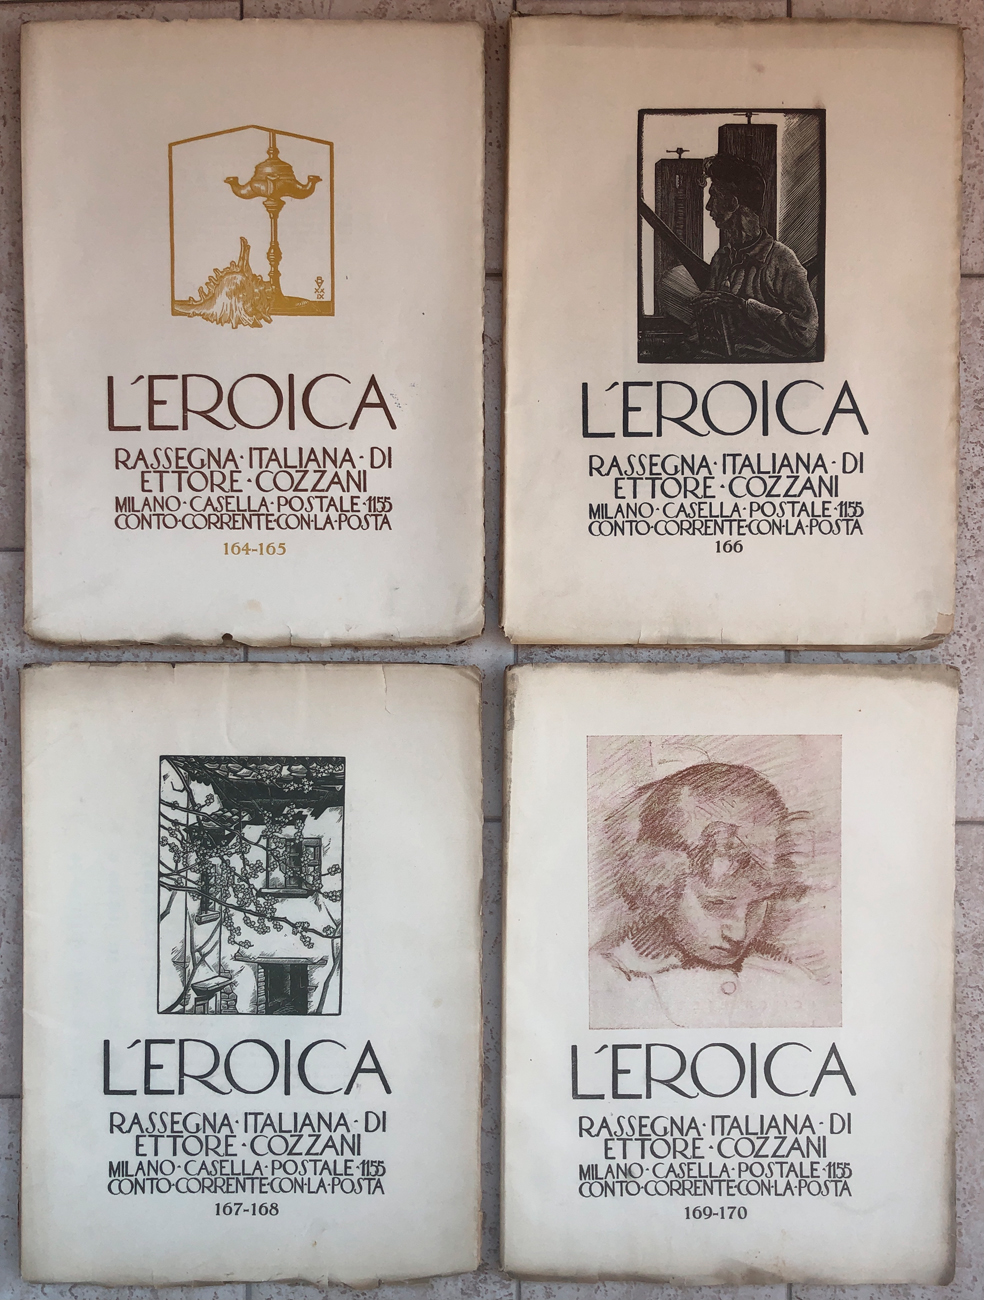 L'EROICA
RASSEGNA·ITALIANA·DI
ETTORE·COZZANI
MILANO·CASELLA·POSTALE·1155
CONTO·CORRENTE·CON·LA·POSTA
164-165
L'EROICA
RASSEGNA·ITALIANA·DI
ETTORE·COZZANI
MILANO·CASELLA·POSTALE·1155
CONTO·CORRENTE·CON·LA·POSTA
166
L'EROICA
RASSEGNA·ITALIANA·DI
ETTORE·COZZANI
MILANO·CASELLA·POSTALE·1155
CONTO·CORRENTE·CON·LA·POSTA
167-168
L'EROICA
RASSEGNA·ITALIANA·DI
ETTORE·COZZANI
MILANO·CASELLA·POSTALE·1155
CONTO·CORRENTE·CON·LA·POSTA
169-170